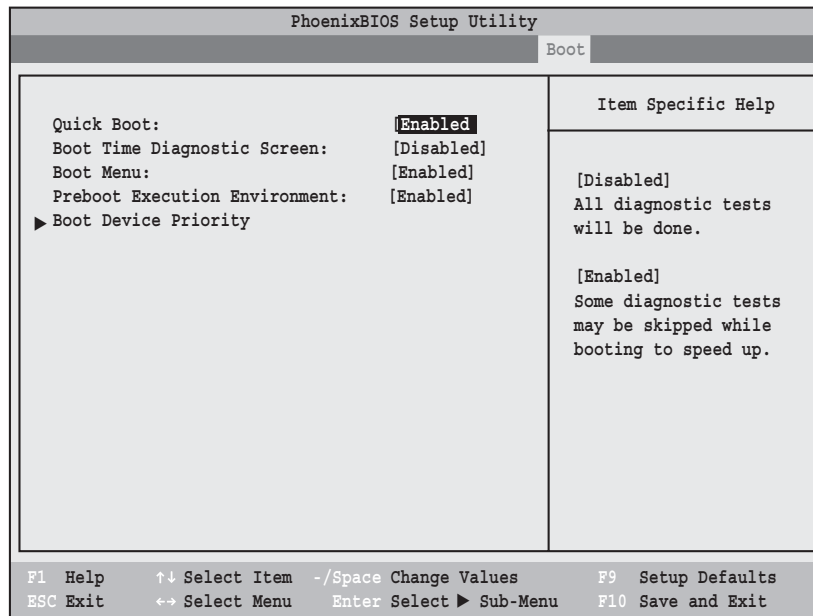 PhoenixBIOS Setup Utility
Boot
Quick Boot: [Enabled
Boot Time Diagnostic Screen: [Disabled]
Boot Menu: [Enabled]
Preboot Execution Environment: [Enabled]
▶ Boot Device Priority
Item Specific Help
[Disabled]
All diagnostic tests
will be done.
[Enabled]
Some diagnostic tests
may be skipped while
booting to speed up.
F1 Help ↑↓ Select Item -/Space Change Values F9 Setup Defaults
ESC Exit ←→ Select Menu Enter Select ▶ Sub-Menu F10 Save and Exit